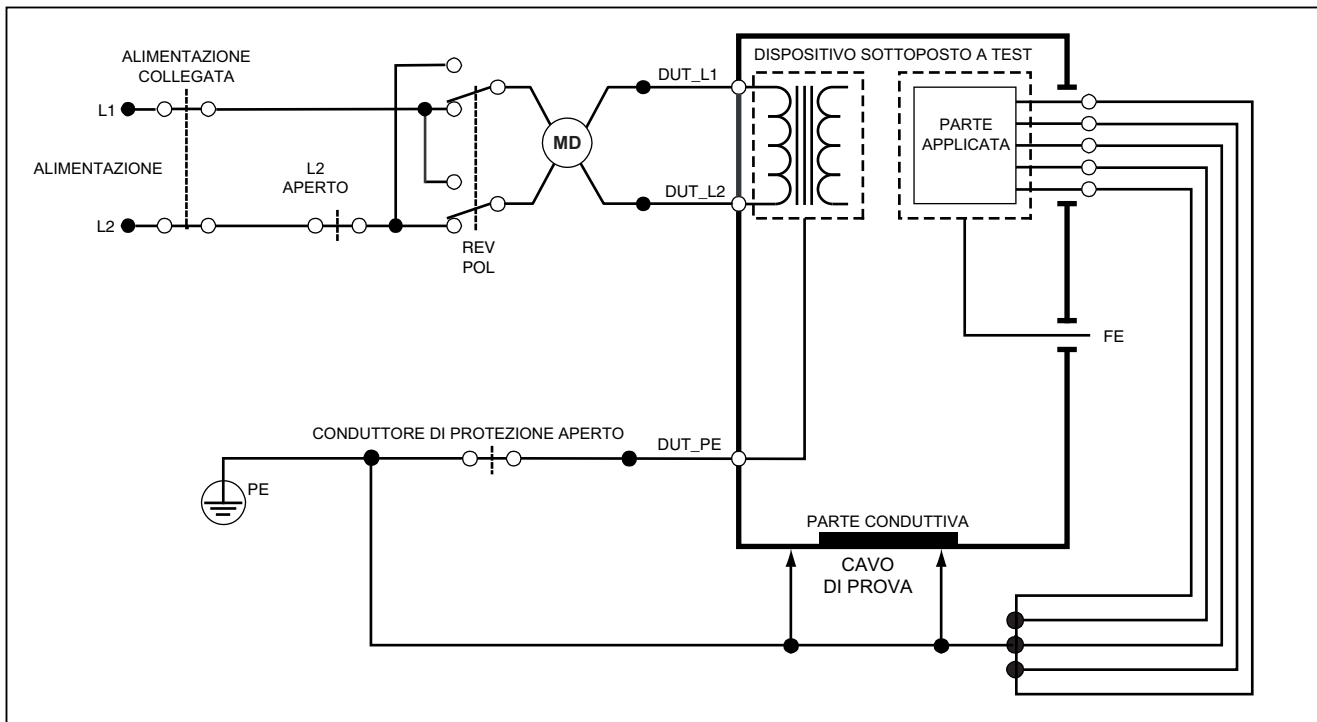 ALIMENTAZIONE
COLLEGATA
L1
ALIMENTAZIONE
L2
APERTO
L2
REV
POL
MD
DUT_L1
DUT_L2
DISPOSITIVO SOTTOPOSTO A TEST
PARTE
APPLICATA
FE
CONDUTTORE DI PROTEZIONE APERTO
DUT_PE
PE
PARTE CONDUTTIVA
CAVO
DI PROVA